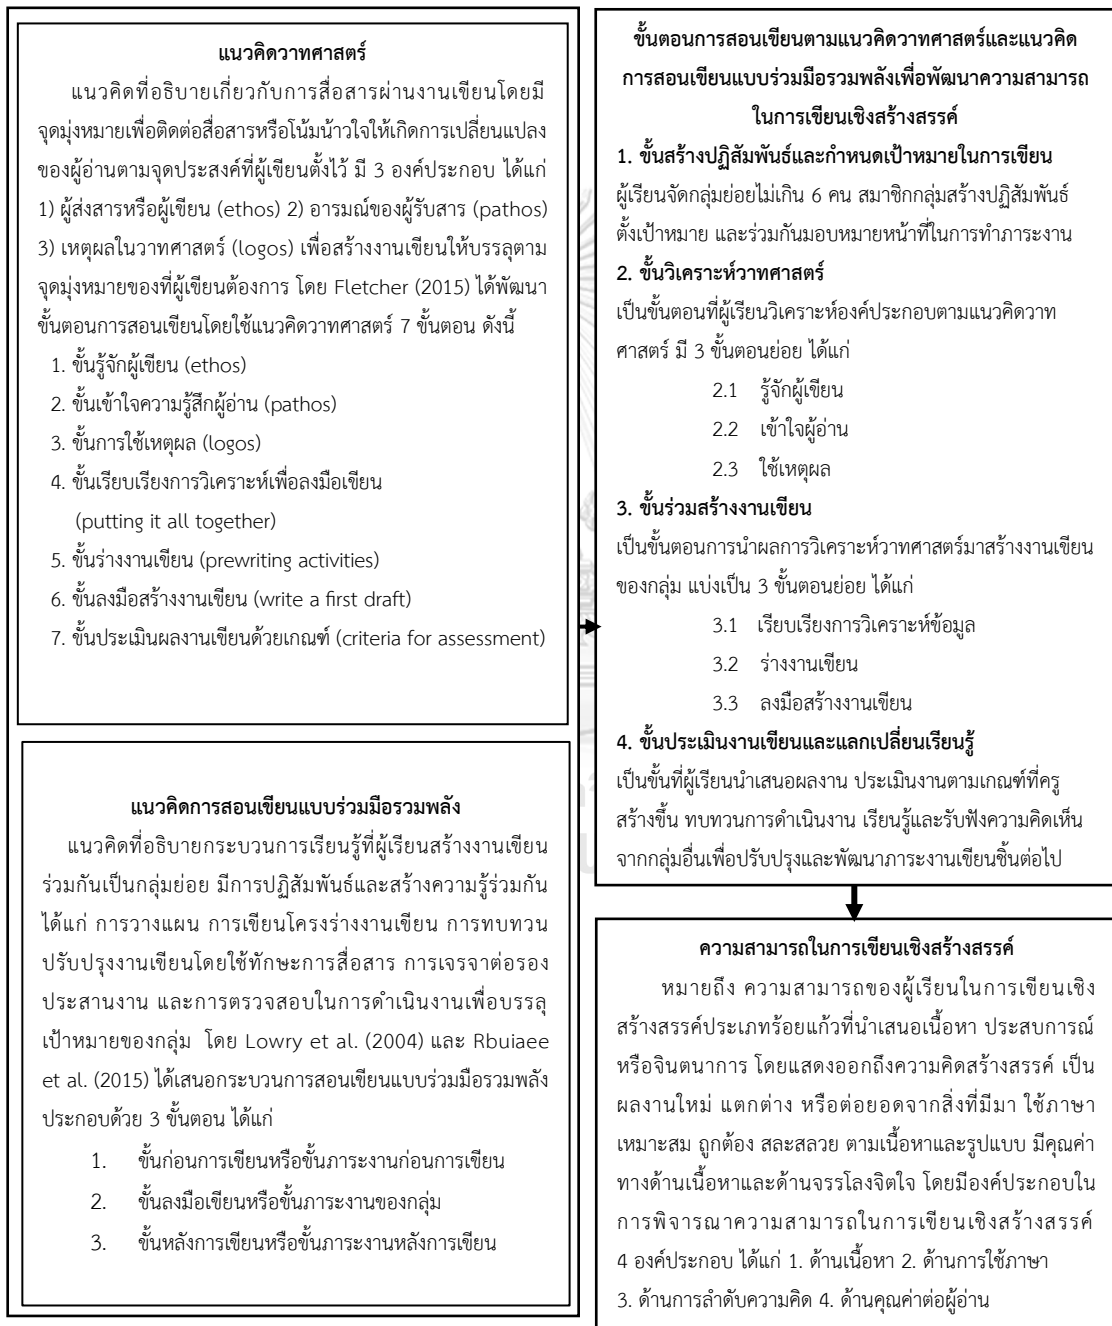 แนวคิดวาทศาสตร์
แนวคิดที่อธิบายเกี่ยวกับการสื่อสารผ่านงานเขียนโดยมี
จุดมุ่งหมายเพื่อติดต่อสื่อสารหรือโน้มน้าวใจให้เกิดการเปลี่ยนแปลง
ของผู้อ่านตามจุดประสงค์ที่ผู้เขียนตั้งไว้ มี 3 องค์ประกอบ ได้แก่
1) ผู้ส่งสารหรือผู้เขียน (ethos) 2) อารมณ์ของผู้รับสาร (pathos)
3) เหตุผลในวาทศาสตร์ (logos) เพื่อสร้างงานเขียนให้บรรลุตาม
จุดมุ่งหมายของที่ผู้เขียนต้องการ โดย Fletcher (2015) ได้พัฒนา
ขั้นตอนการสอนเขียนโดยใช้แนวคิดวาทศาสตร์ 7 ขั้นตอน ดังนี้
1. ขั้นรู้จักผู้เขียน (ethos)
2. ขั้นเข้าใจความรู้สึกผู้อ่าน (pathos)
3. ขั้นการใช้เหตุผล (logos)
4. ขั้นเรียบเรียงการวิเคราะห์เพื่อลงมือเขียน
(putting it all together)
5. ขั้นร่างงานเขียน (prewriting activities)
6. ขั้นลงมือสร้างงานเขียน (write a first draft)
7. ขั้นประเมินผลงานเขียนด้วยเกณฑ์ (criteria for assessment)
แนวคิดการสอนเขียนแบบร่วมมือรวมพลัง
แนวคิดที่อธิบายกระบวนการเรียนรู้ที่ผู้เรียนสร้างงานเขียน
ร่วมกันเป็นกลุ่มย่อย มีการปฏิสัมพันธ์และสร้างความรู้ร่วมกัน
ได้แก่ การวางแผน การเขียนโครงร่างงานเขียน การทบทวน
ปรับปรุงงานเขียนโดยใช้ทักษะการสื่อสาร การเจรจาต่อรอง
ประสานงาน และการตรวจสอบในการดำเนินงานเพื่อบรรลุ
เป้าหมายของกลุ่ม โดย Lowry et al. (2004) และ Rbuiaee
et al. (2015) ได้เสนอกระบวนการสอนเขียนแบบร่วมมือรวมพลัง
ประกอบด้วย 3 ขั้นตอน ได้แก่
1. ขั้นก่อนการเขียนหรือขั้นภาระงานก่อนการเขียน
2. ขั้นลงมือเขียนหรือขั้นภาระงานของกลุ่ม
3. ขั้นหลังการเขียนหรือขั้นภาระงานหลังการเขียน
ขั้นตอนการสอนเขียนตามแนวคิดวาทศาสตร์และแนวคิด
การสอนเขียนแบบร่วมมือรวมพลังเพื่อพัฒนาความสามารถ
ในการเขียนเชิงสร้างสรรค์
1. ขั้นสร้างปฏิสัมพันธ์และกำหนดเป้าหมายในการเขียน
ผู้เรียนจัดกลุ่มย่อยไม่เกิน 6 คน สมาชิกกลุ่มสร้างปฏิสัมพันธ์
ตั้งเป้าหมาย และร่วมกันมอบหมายหน้าที่ในการทำภาระงาน
2. ขั้นวิเคราะห์วาทศาสตร์
เป็นขั้นตอนที่ผู้เรียนวิเคราะห์องค์ประกอบตามแนวคิดวาท
ศาสตร์ มี 3 ขั้นตอนย่อย ได้แก่
2.1 รู้จักผู้เขียน
2.2 เข้าใจผู้อ่าน
2.3 ใช้เหตุผล
3. ขั้นร่วมสร้างงานเขียน
เป็นขั้นตอนการนำผลการวิเคราะห์วาทศาสตร์มาสร้างงานเขียน
ของกลุ่ม แบ่งเป็น 3 ขั้นตอนย่อย ได้แก่
3.1 เรียบเรียงการวิเคราะห์ข้อมูล
3.2 ร่างงานเขียน
3.3 ลงมือสร้างงานเขียน
4. ขั้นประเมินงานเขียนและแลกเปลี่ยนเรียนรู้
เป็นขั้นที่ผู้เรียนนำเสนอผลงาน ประเมินงานตามเกณฑ์ที่ครู
สร้างขึ้น ทบทวนการดำเนินงาน เรียนรู้และรับฟังความคิดเห็น
จากกลุ่มอื่นเพื่อปรับปรุงและพัฒนาภาระงานเขียนชิ้นต่อไป
ความสามารถในการเขียนเชิงสร้างสรรค์
หมายถึง ความสามารถของผู้เรียนในการเขียนเชิง
สร้างสรรค์ประเภทร้อยแก้วที่นำเสนอเนื้อหา ประสบการณ์
หรือจินตนาการ โดยแสดงออกถึงความคิดสร้างสรรค์ เป็น
ผลงานใหม่ แตกต่าง หรือต่อยอดจากสิ่งที่มีมา ใช้ภาษา
เหมาะสม ถูกต้อง สละสลวย ตามเนื้อหาและรูปแบบ มีคุณค่า
ทางด้านเนื้อหาและด้านจรรโลงจิตใจ โดยมีองค์ประกอบใน
การพิจารณาความสามารถในการเขียนเชิงสร้างสรรค์
4 องค์ประกอบ ได้แก่ 1. ด้านเนื้อหา 2. ด้านการใช้ภาษา
3. ด้านการลำดับความคิด 4. ด้านคุณค่าต่อผู้อ่าน